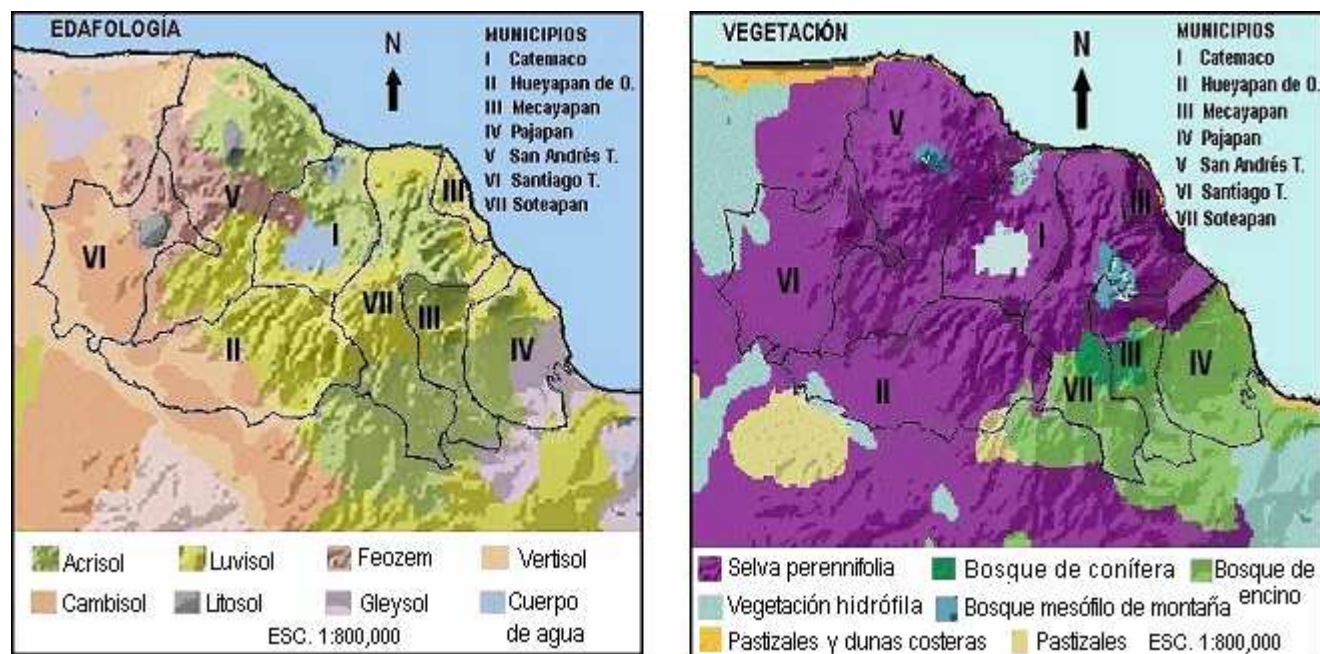 EDAFOLOGÍA
N
MUNICIPIOS
I Catemaco
II Hueyapan de O.
III Mecayapan
IV Pajapan
V San Andrés T.
VI Santiago T.
VII Soteapan
V
III
I
VI
VII
III
II
IV
Acrisol Luvisol Feozem Vertisol
Cambisol Litosol Gleysol Cuerpo
de agua
ESC. 1:800,000
VEGETACIÓN
N
MUNICIPIOS
I Catemaco
II Hueyapan de O.
III Mecayapan
IV Pajapan
V San Andrés T.
VI Santiago T.
VII Soteapan
V
III
I
VI
III
IV
II
VII
Selva perennifolia Bosque de conífera Bosque de
encino
Vegetación hidrófila Bosque mesófilo de montaña
Pastizales y dunas costeras Pastizales ESC. 1:800,000